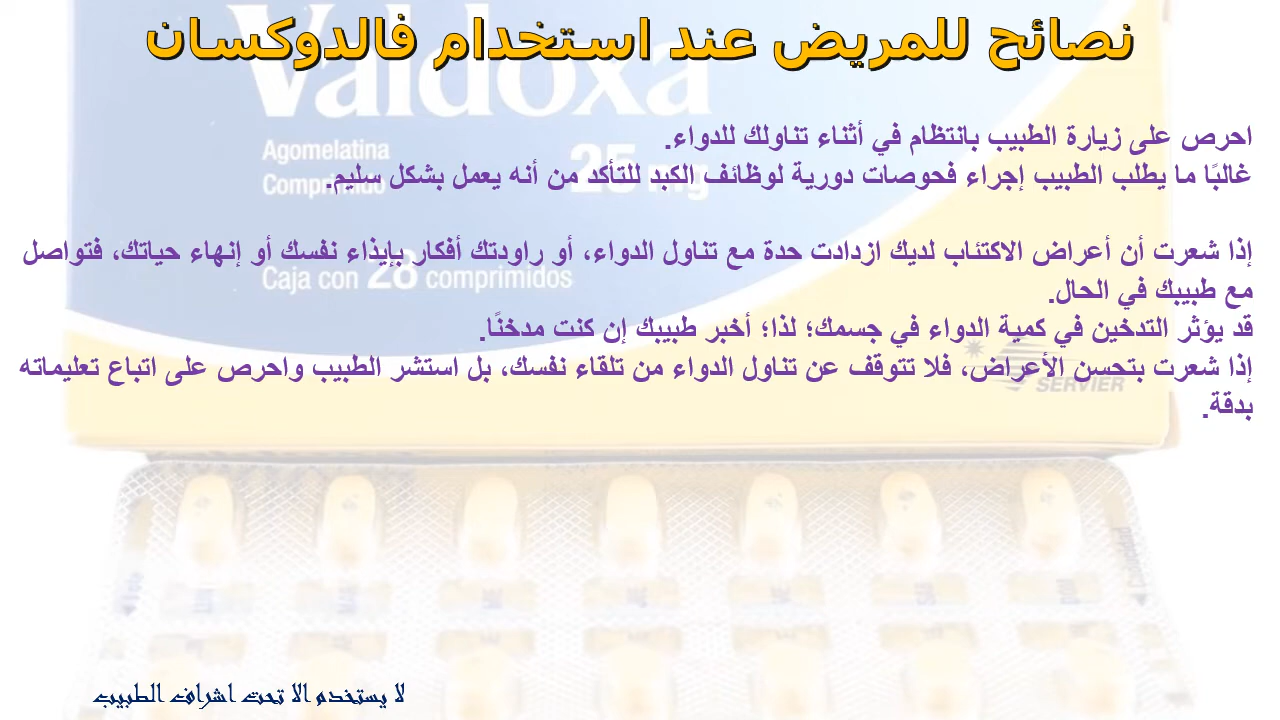 نصائح للمريض عند استخدام فالدوكسان
Valdoxa
احرص على زيارة الطبيب بانتظام في أثناء تناولك للدواء.
Agomelatina
25 mg
غالبًا ما يطلب الطبيب إجراء فحوصات دورية لوظائف الكبد للتأكد من أنه يعمل بشكل سليم.
Comprimido
إذا شعرت أن أعراض الاكتئاب لديك ازدادت حدة مع تناول الدواء، أو راودتك أفكار بإيذاء نفسك أو إنهاء حياتك، فتواصل
مع طبيبك في الحال.
Caja con 28 comprimidos
قد يؤثر التدخين في كمية الدواء في جسمك؛ لذا؛ أخبر طبيبك إن كنت مدخنًا.
إذا شعرت بتحسن الأعراض، فلا تتوقف عن تناول الدواء من تلقاء نفسك، بل استشر الطبيب واحرص على اتباع تعليماته
بدقة.
SERVIER
لا يستخدم الا تحت اشراف الطبيب